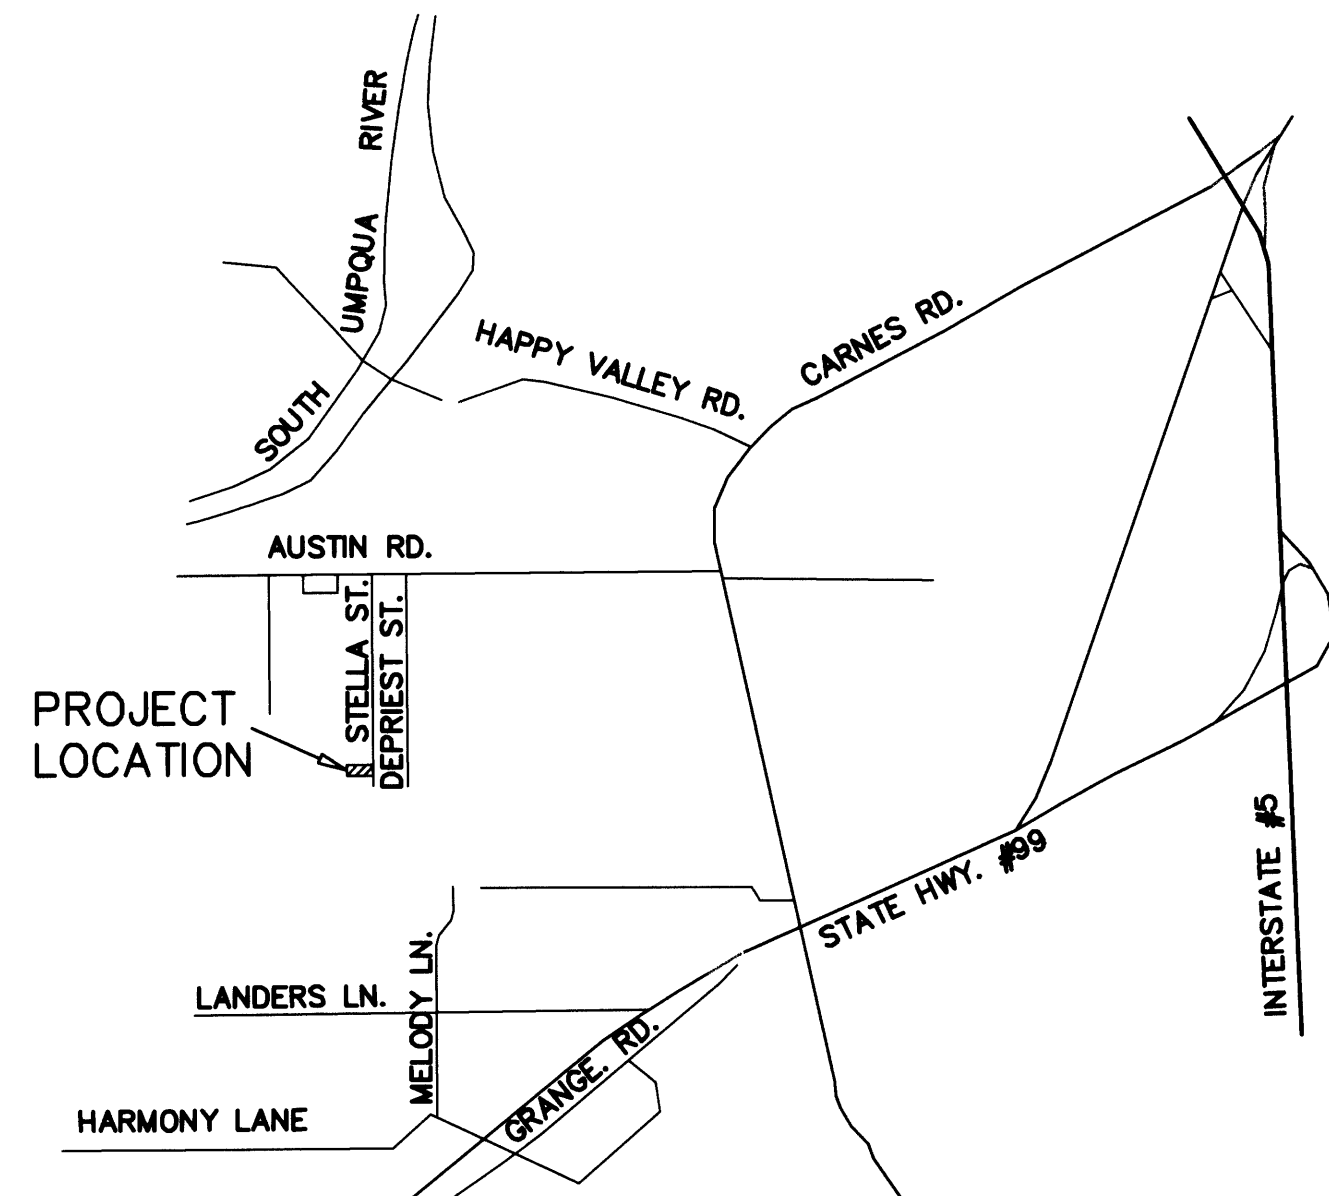 SOUTH UMPQUA RIVER
HAPPY VALLEY RD.
CARNES RD.
AUSTIN RD.
STELLA ST.
DEPRIEST ST.
PROJECT
LOCATION
STATE HWY. #99
INTERSTATE #5
LANDERS LN.
MELODY LN.
GRANGE. RD.
HARMONY LANE